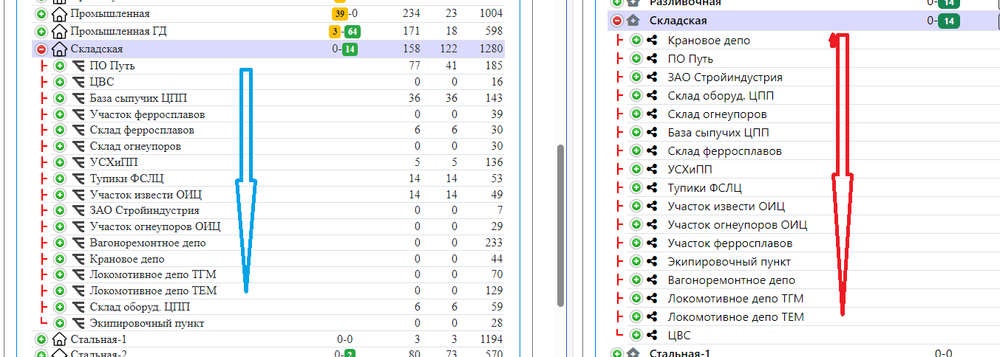 Промышленная 39-0 234 23 1004
Промышленная ГД 3-64 171 18 598
Складская 0-14 158 122 1280
ПО Путь 77 41 185
ЦВС 0 0 16
База сыпучих ЦПП 36 36 143
Участок ферросплавов 0 0 39
Склад ферросплавов 6 6 30
Склад огнеупоров 0 0 30
УСХиПП 5 5 136
Тупики ФСЛЦ 14 14 53
Участок извести ОИЦ 14 14 49
ЗАО Стройиндустрия 0 0 7
Участок огнеупоров ОИЦ 0 0 29
Вагоноремонтное депо 0 0 233
Крановое депо 0 0 44
Локомотивное депо ТГМ 0 0 70
Локомотивное депо ТЕМ 0 0 129
Склад оборуд. ЦПП 6 6 59
Экипировочный пункт 0 0 28
Стальная-1 0-0 3 3 1194
Стальная-2 0-2 80 73 570
Разливочная 0-14
Складская 0-14
Крановое депо
ПО Путь
ЗАО Стройиндустрия
Склад оборуд. ЦПП
Склад огнеупоров
База сыпучих ЦПП
Склад ферросплавов
УСХиПП
Тупики ФСЛЦ
Участок извести ОИЦ
Участок огнеупоров ОИЦ
Участок ферросплавов
Экипировочный пункт
Вагоноремонтное депо
Локомотивное депо ТГМ
Локомотивное депо ТЕМ
ЦВС
Стальная-1 0-0